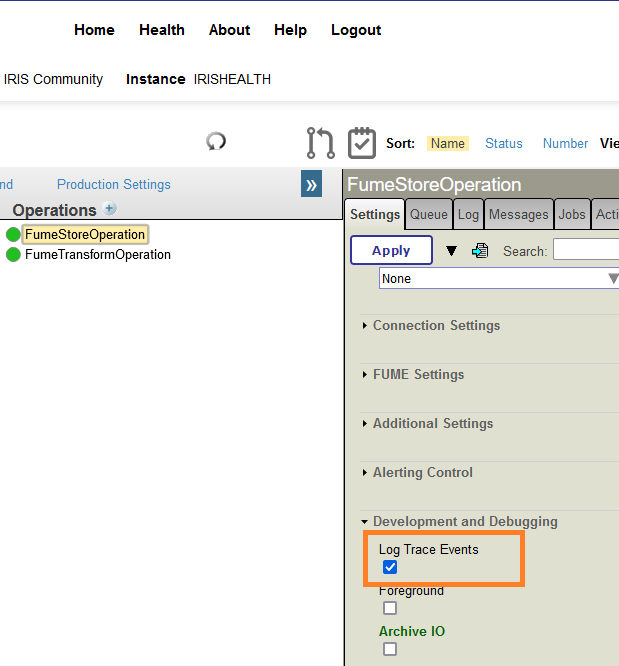 Home Health About Help Logout
IRIS Community Instance IRISHEALTH
Sort: Name Status Number Vie
nd Production Settings
Operations
FumeStoreOperation
FumeTransformOperation
FumeStoreOperation
Settings Queue Log Messages Jobs Acti
Apply Search:
None
Connection Settings
FUME Settings
Additional Settings
Alerting Control
Development and Debugging
Log Trace Events
Foreground
Archive IO